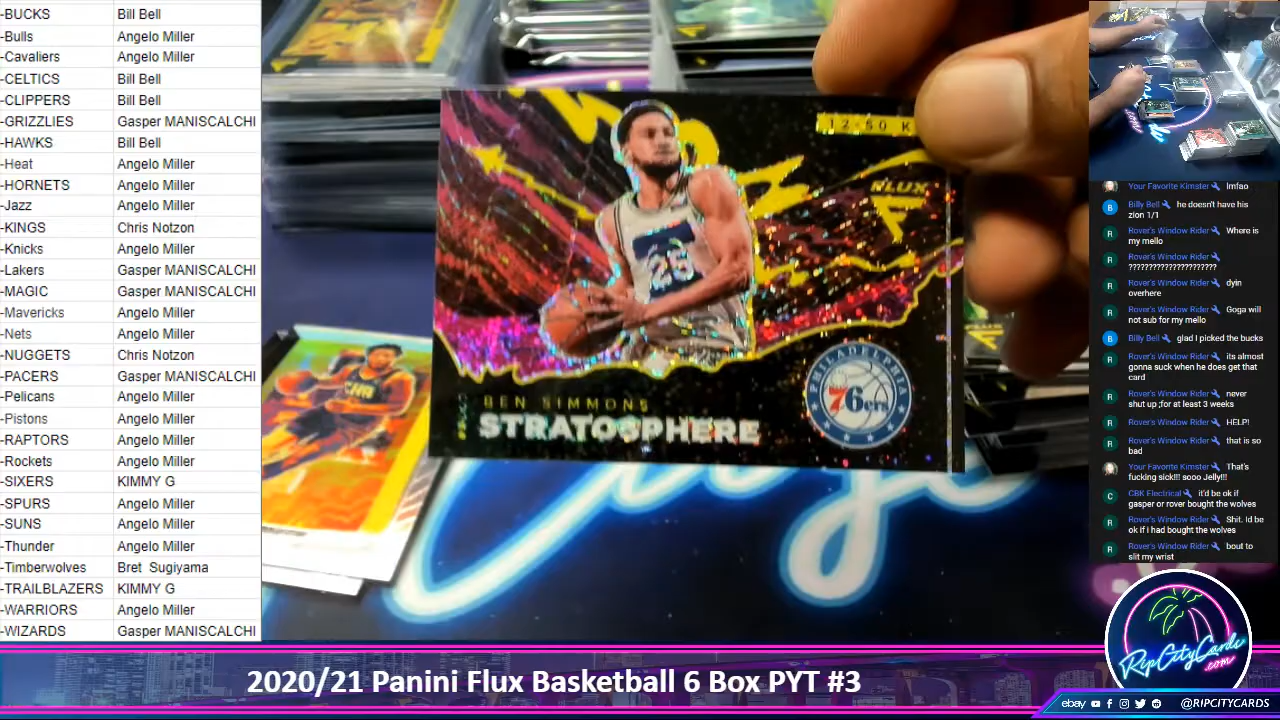 -BUCKS Bill Bell
-Bulls Angelo Miller
-Cavaliers Angelo Miller
-CELTICS Bill Bell
-CLIPPERS Bill Bell
-GRIZZLIES Gasper MANISCALCHI
-HAWKS Bill Bell
-Heat Angelo Miller
-HORNETS Angelo Miller
-Jazz Angelo Miller
-KINGS Chris Notzon
-Knicks Angelo Miller
-Lakers Gasper MANISCALCHI
-MAGIC Gasper MANISCALCHI
-Mavericks Angelo Miller
-Nets Angelo Miller
-NUGGETS Chris Notzon
-PACERS Gasper MANISCALCHI
-Pelicans Angelo Miller
-Pistons Angelo Miller
-RAPTORS Angelo Miller
-Rockets Angelo Miller
-SIXERS KIMMY G
-SPURS Angelo Miller
-SUNS Angelo Miller
-Thunder Angelo Miller
-Timberwolves Bret Sugiyama
-TRAILBLAZERS KIMMY G
-WARRIORS Angelo Miller
-WIZARDS Gasper MANISCALCHI
12-50 K
FLUX
25
PHILADELPHIA
76ers
BEN SIMMONS
STRATOSPHERE
Your Favorite Kimster lmfao
Billy Bell he doesn't have his
zion 1/1
Rover's Window Rider Where is
my mello
Rover's Window Rider
??????????????????????
Rover's Window Rider dyin
overhere
Rover's Window Rider Goga will
not sub for my mello
Billy Bell glad I picked the bucks
Rover's Window Rider its almost
gonna suck when he does get that
card
Rover's Window Rider never
shut up ;for at least 3 weeks
Rover's Window Rider HELP!
Rover's Window Rider that is so
bad
Your Favorite Kimster That's
fucking sick!!! sooo Jelly!!!
CBK Electrical it'd be ok if
gasper or rover bought the wolves
Rover's Window Rider Shit. Id be
ok if i had bought the wolves
Rover's Window Rider bout to
slit my wrist
RipCityCards
.com
2020/21 Panini Flux Basketball 6 Box PYT #3
ebay @RIPCITYCARDS